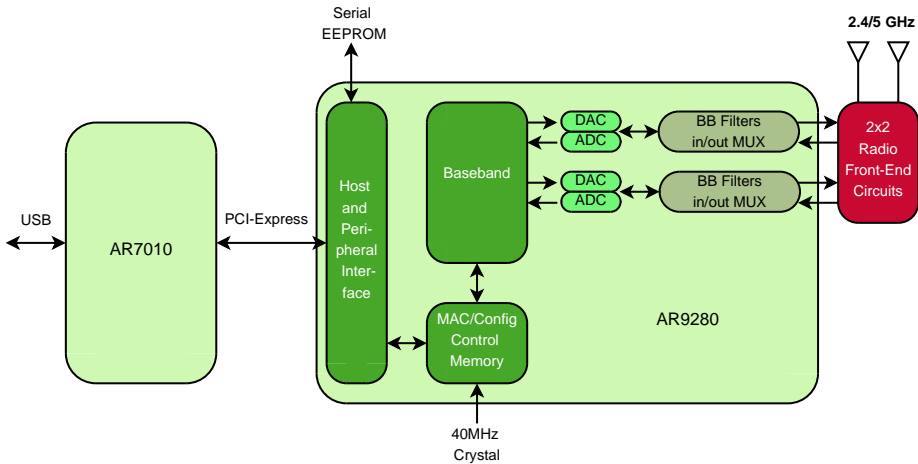 Serial
EEPROM
2.4/5 GHz
USB
AR7010
PCI-Express
Host
and
Peri-
pheral
Inter-
face
Baseband
DAC
ADC
BB Filters
in/out MUX
DAC
ADC
BB Filters
in/out MUX
2x2
Radio
Front-End
Circuits
MAC/Config
Control
Memory
AR9280
40MHz
Crystal